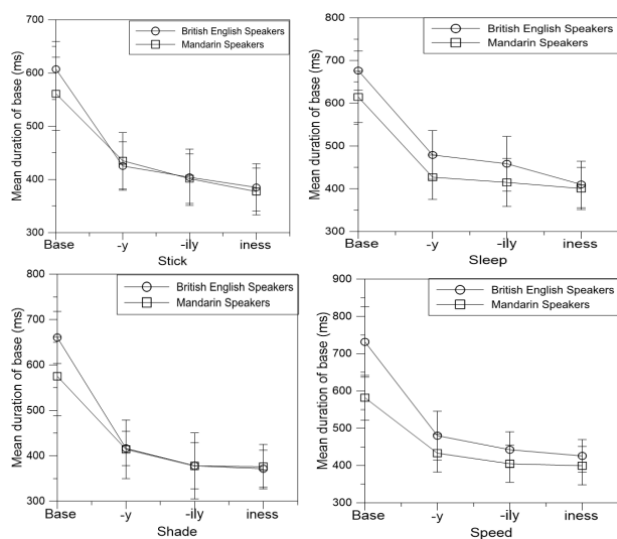 700
600
500
400
300
Mean duration of base (ms)
British English Speakers
Mandarin Speakers
Base -y -ily iness
Stick
800
700
600
500
400
300
Mean duration of base (ms)
British English Speakers
Mandarin Speakers
Base -y -ily iness
Sleep
800
700
600
500
400
300
Mean duration of base (ms)
British English Speakers
Mandarin Speakers
Base -y -ily iness
Shade
900
800
700
600
500
400
300
Mean duration of base (ms)
British English Speakers
Mandarin Speakers
Base -y -ily iness
Speed